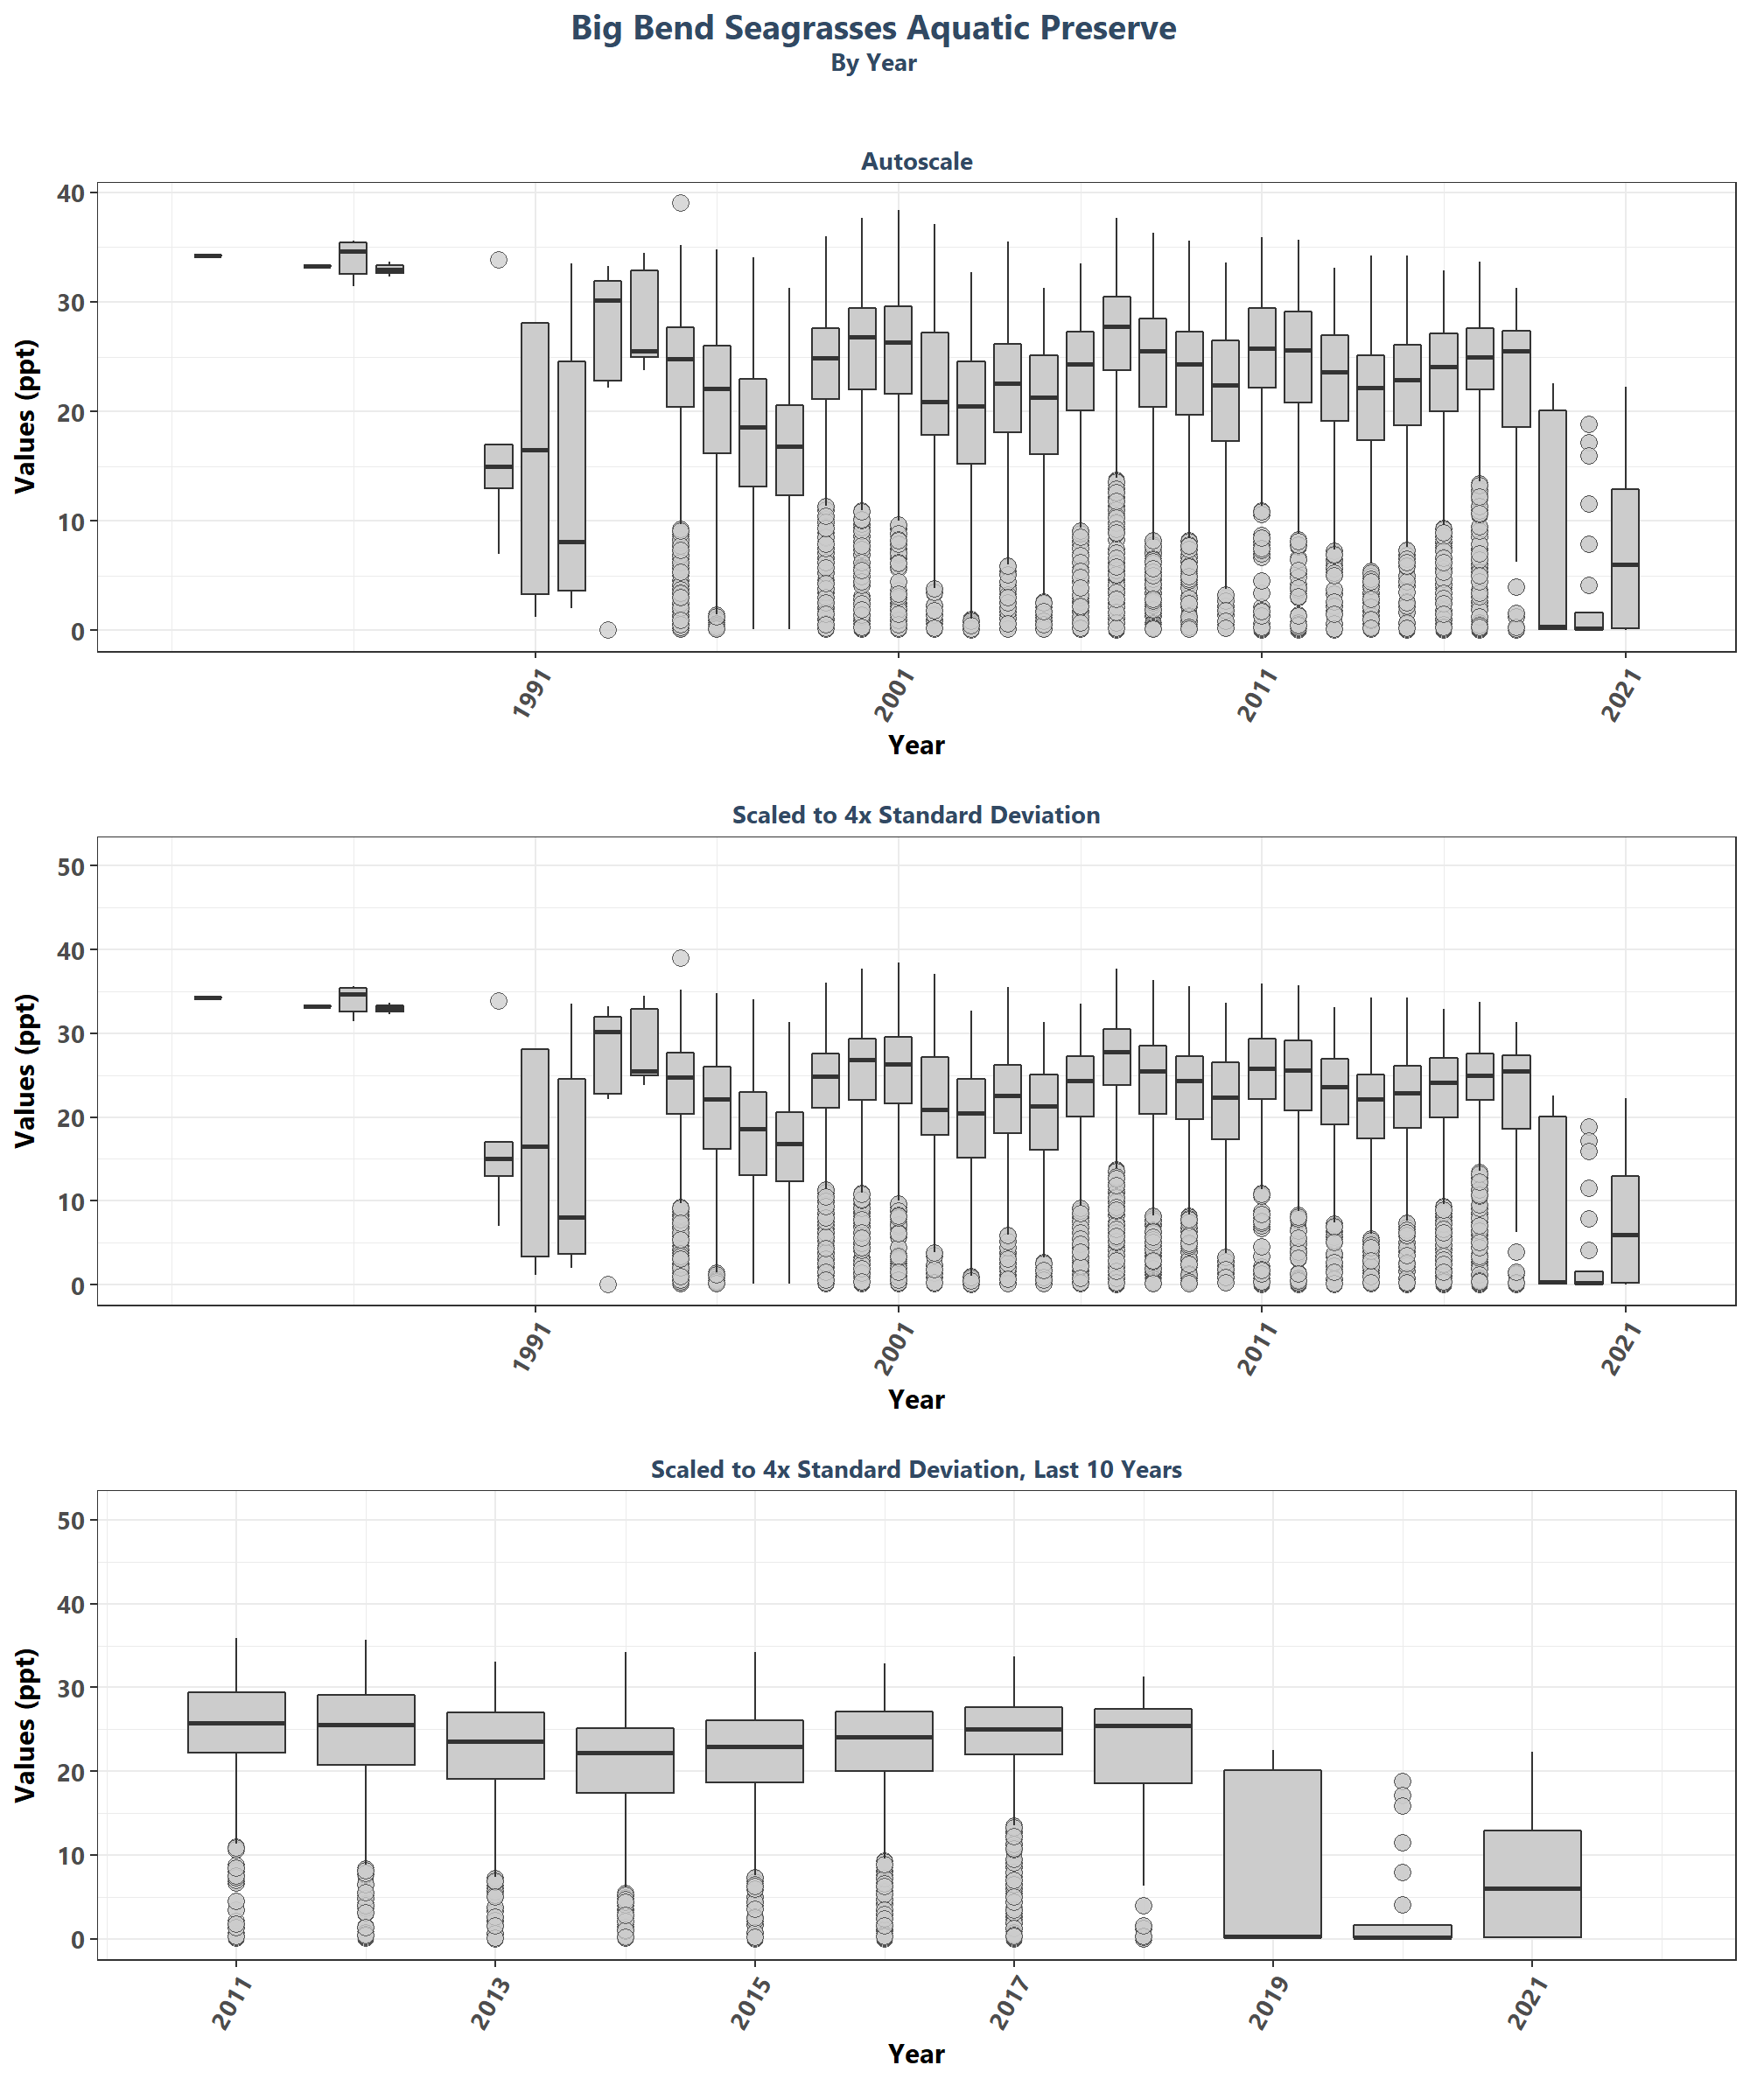 Big Bend Seagrasses Aquatic Preserve
By Year
Autoscale
Values (ppt)
40
30
20
10
0
1991
2001
2011
2021
Year
Scaled to 4x Standard Deviation
Values (ppt)
50
40
30
20
10
0
1991
2001
2011
2021
Year
Scaled to 4x Standard Deviation, Last 10 Years
Values (ppt)
50
40
30
20
10
0
2011
2013
2015
2017
2019
2021
Year